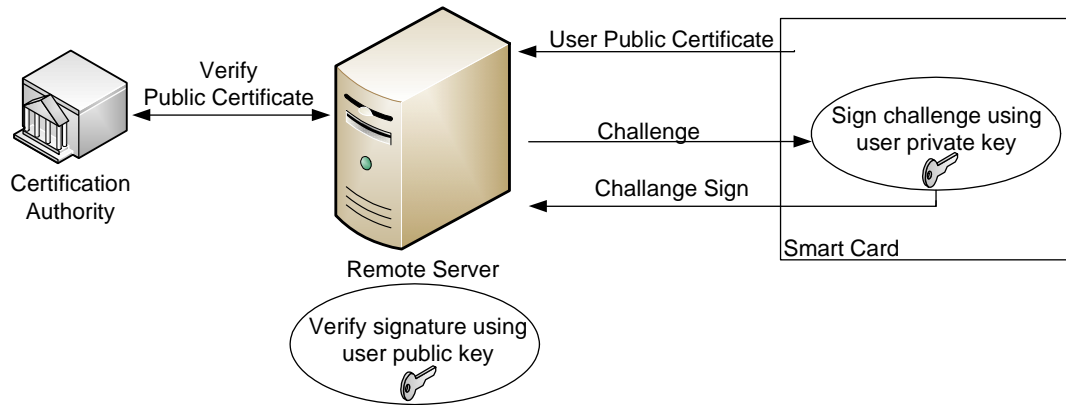 User Public Certificate
Verify
Public Certificate
Sign challenge using
user private key
Challenge
Certification
Authority
Challange Sign
Smart Card
Remote Server
Verify signature using
user public key